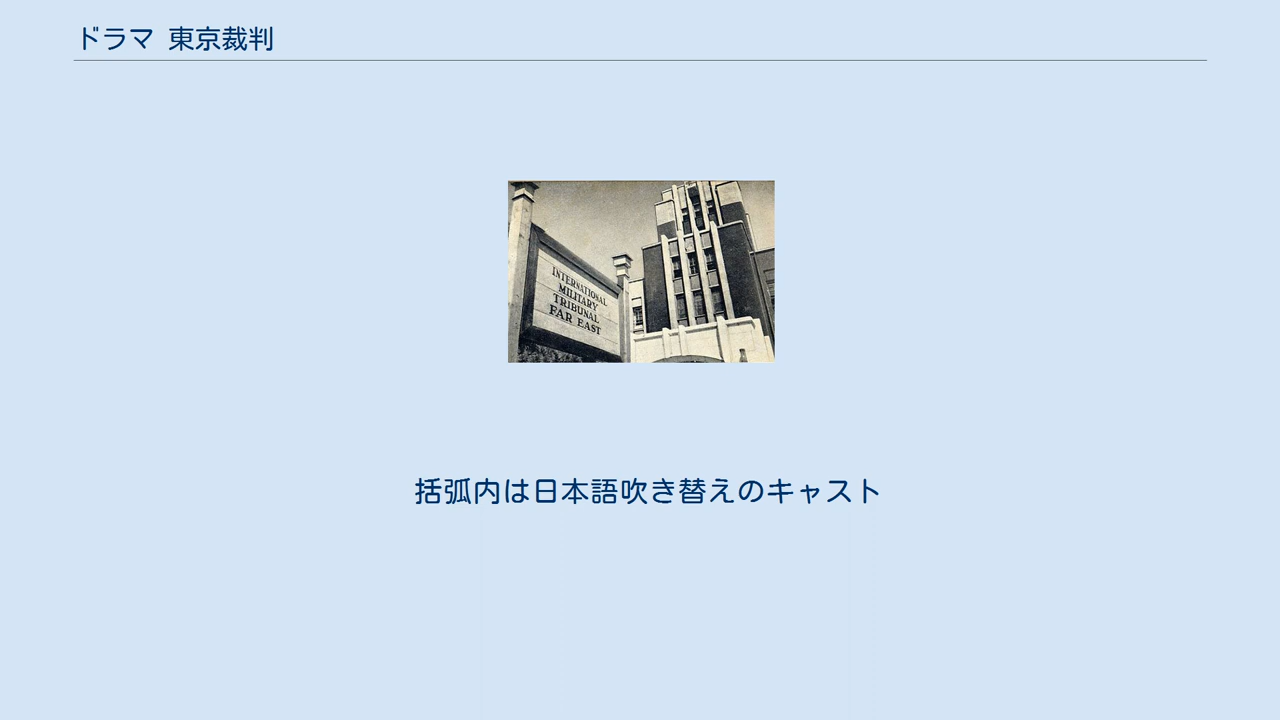 ドラマ 東京裁判
INTERNATIONAL
MILITARY
TRIBUNAL
FAR EAST
括弧内は日本語吹き替えのキャスト